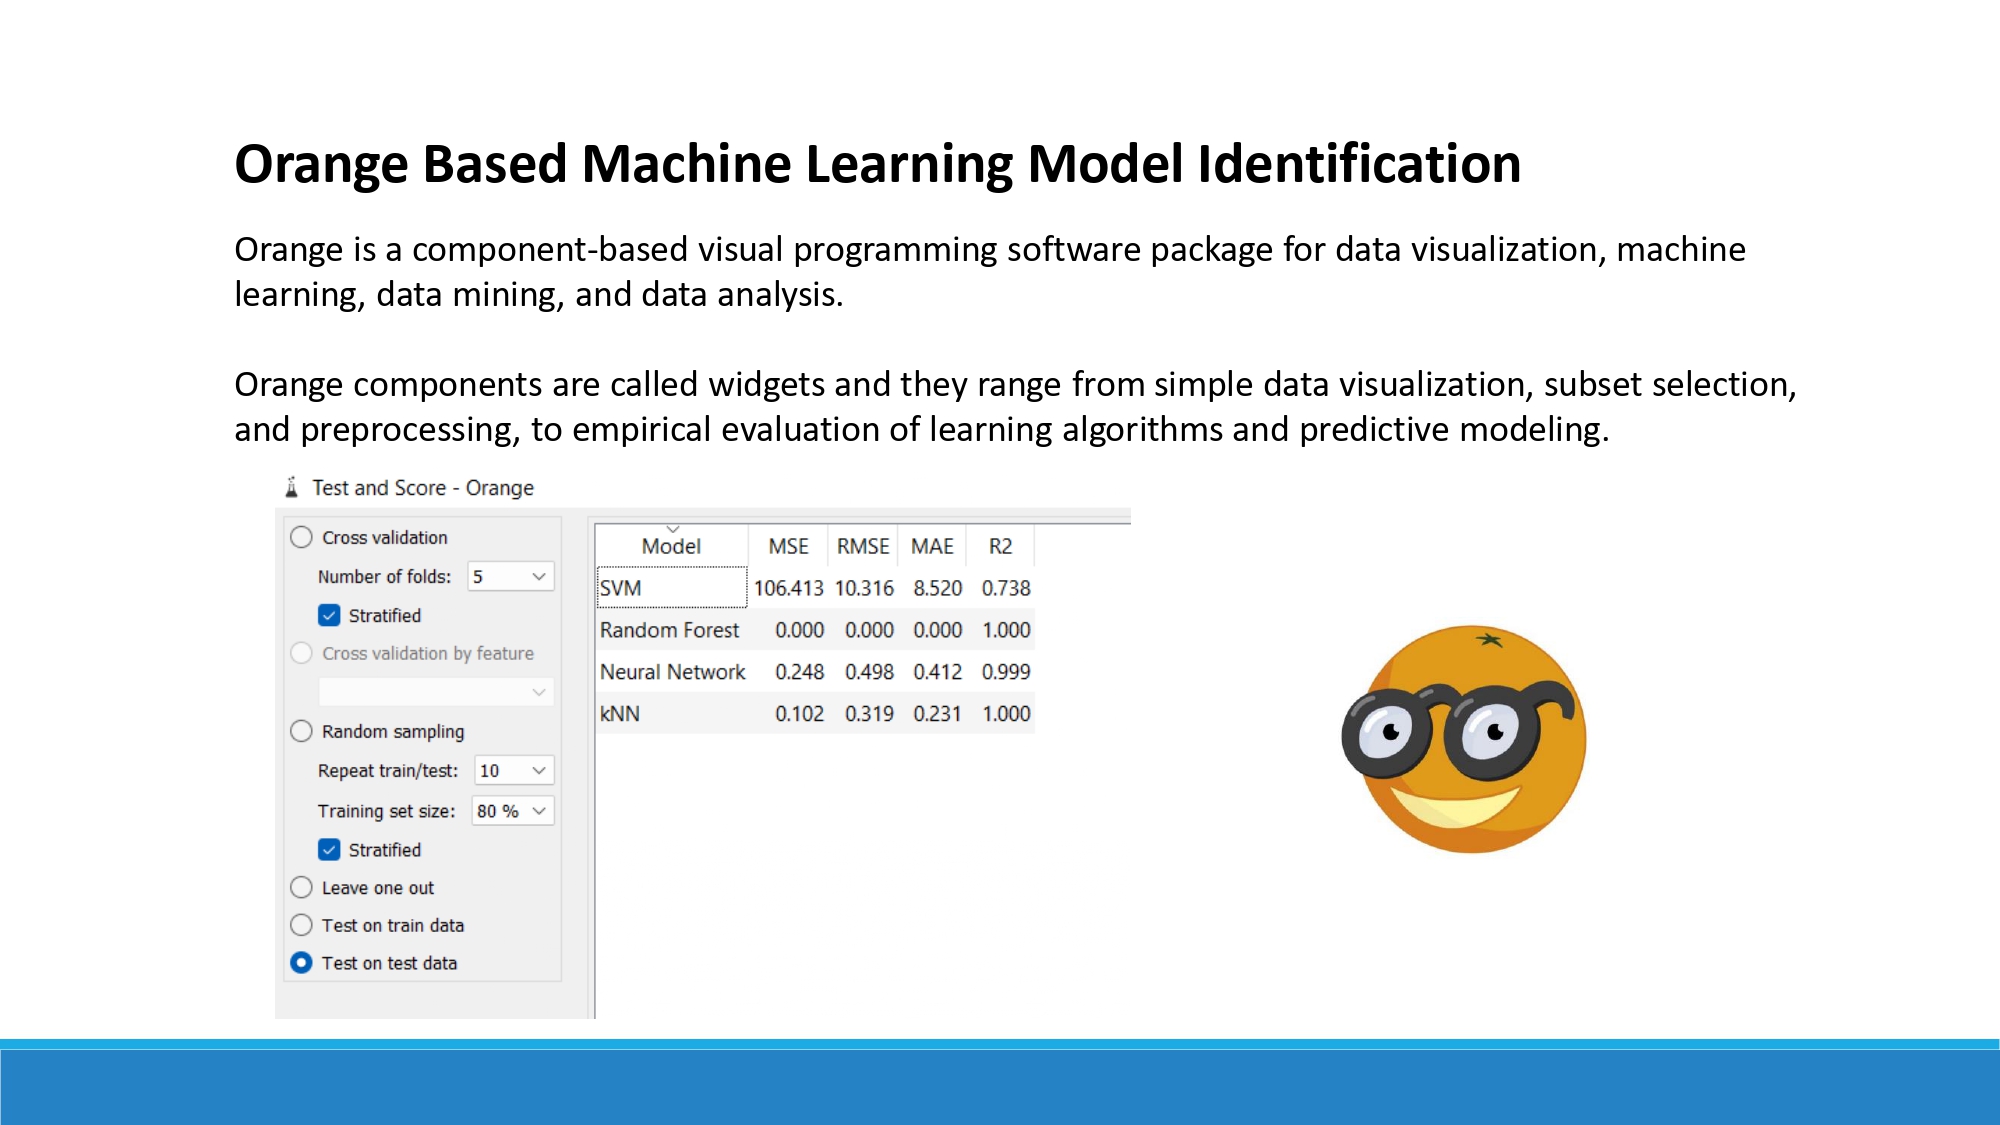 Orange Based Machine Learning Model Identification
Orange is a component-based visual programming software package for data visualization, machine
learning, data mining, and data analysis.
Orange components are called widgets and they range from simple data visualization, subset selection,
and preprocessing, to empirical evaluation of learning algorithms and predictive modeling.
Test and Score - Orange
Cross validation
Number of folds: 5
Stratified
Cross validation by feature
Random sampling
Repeat train/test: 10
Training set size: 80 %
Stratified
Leave one out
Test on train data
Test on test data
Model MSE RMSE MAE R2
SVM 106.413 10.316 8.520 0.738
Random Forest 0.000 0.000 0.000 1.000
Neural Network 0.248 0.498 0.412 0.999
kNN 0.102 0.319 0.231 1.000